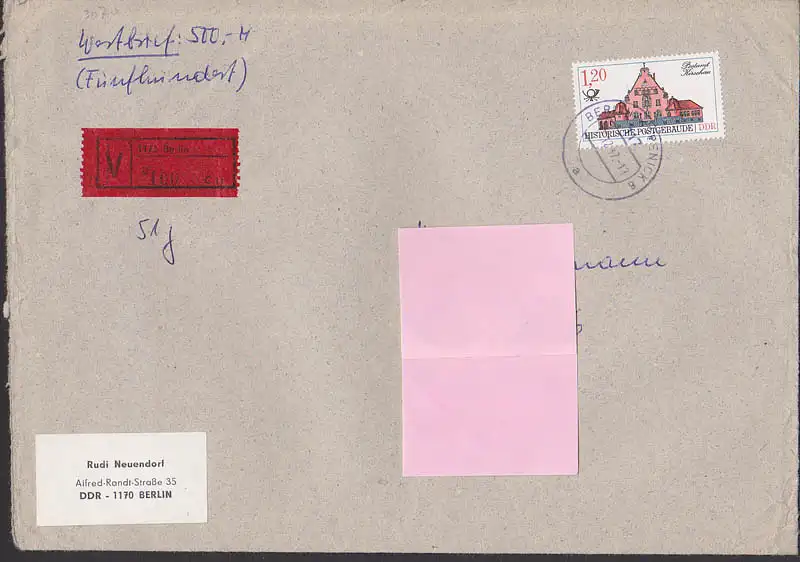 Wertbrief: 500,- M
(Fünfhundert)
1,20
Postamt
Kirschau
HISTORISCHE POSTGEBÄUDE DDR
V
Berlin
51 g
Rudi Neuendorf
Alfred-Randt-Straße 35
DDR - 1170 BERLIN